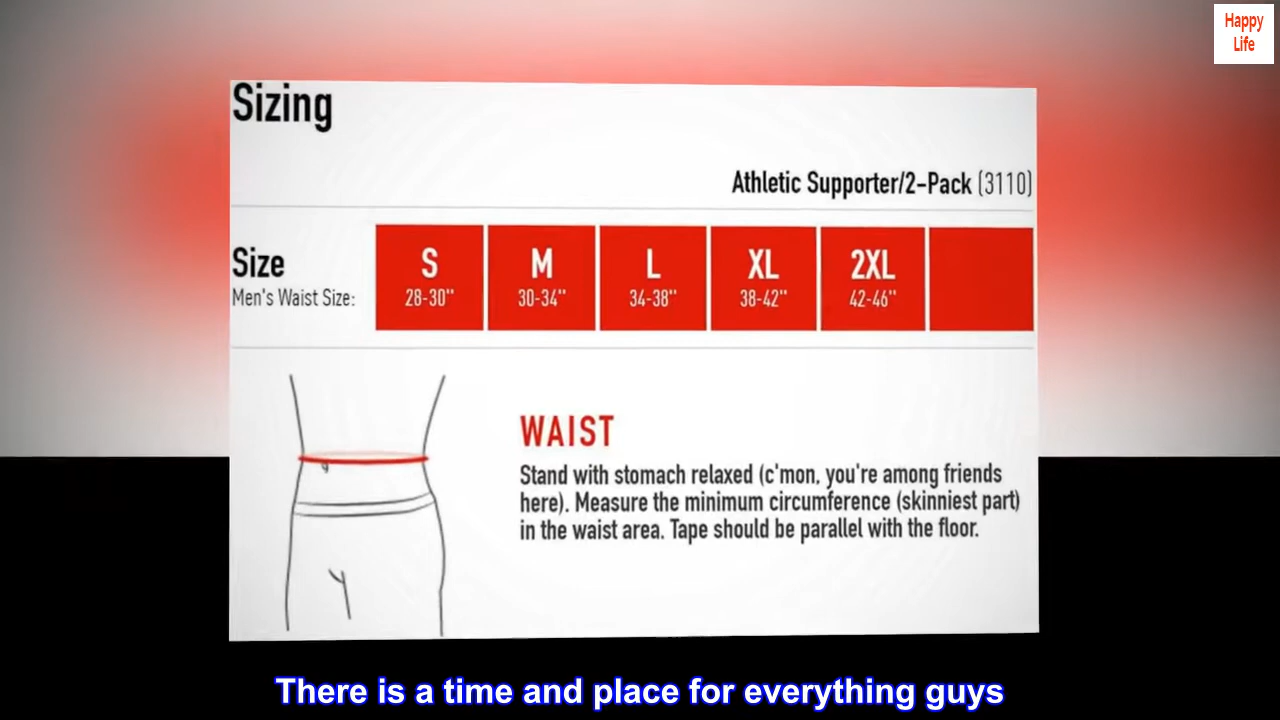 Happy
Life
Sizing
Athletic Supporter/2-Pack (3110)
Size
Men's Waist Size:
S
28-30"
M
30-34"
L
34-38"
XL
38-42"
2XL
42-46"
WAIST
Stand with stomach relaxed (c'mon, you're among friends
here). Measure the minimum circumference (skinniest part)
in the waist area. Tape should be parallel with the floor.
There is a time and place for everything guys